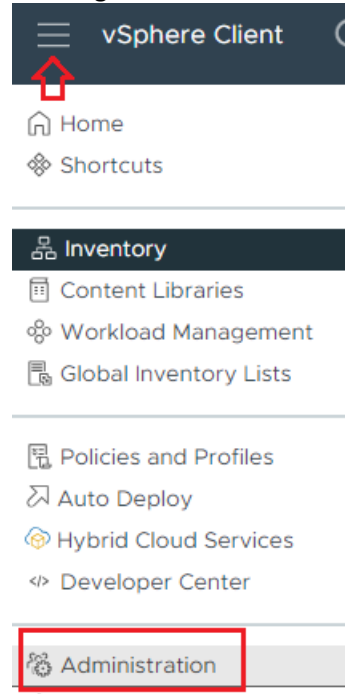 vSphere Client
Home
Shortcuts
Inventory
Content Libraries
Workload Management
Global Inventory Lists
Policies and Profiles
Auto Deploy
Hybrid Cloud Services
Developer Center
Administration